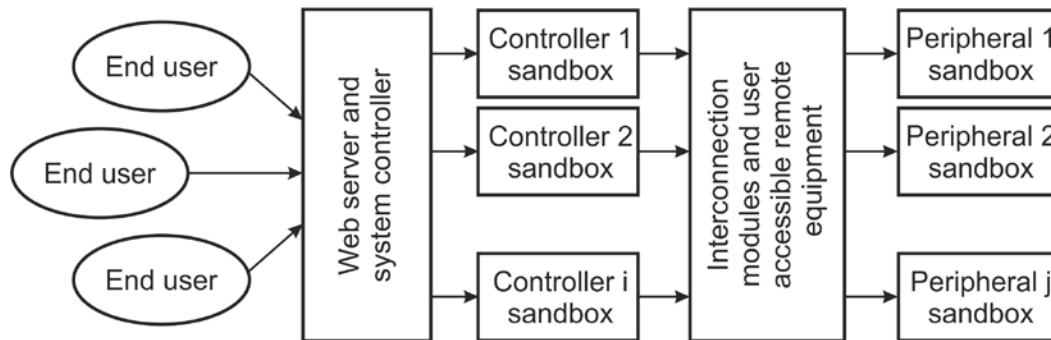 End user
End user
End user
Web server and
system controller
Controller 1
sandbox
Controller 2
sandbox
Controller i
sandbox
Interconnection
modules and user
accessible remote
equipment
Peripheral 1
sandbox
Peripheral 2
sandbox
Peripheral j
sandbox